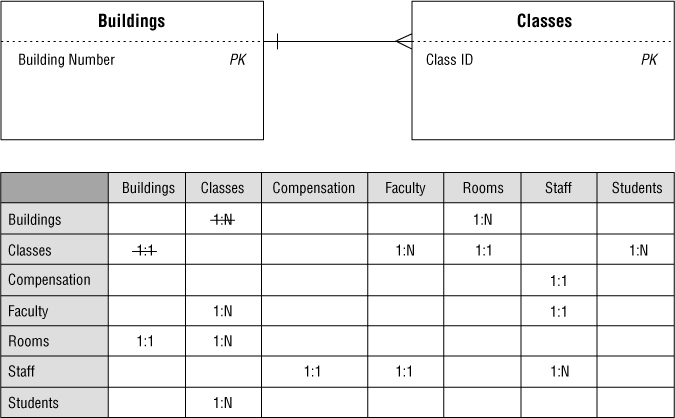 Buildings Classes
Building Number PK Class ID PK
Buildings Classes Compensation Faculty Rooms Staff Students
Buildings 1:N 1:N
Classes 1:1 1:N 1:1 1:N
Compensation 1:1
Faculty 1:N 1:1
Rooms 1:1 1:N
Staff 1:1 1:1 1:N
Students 1:N